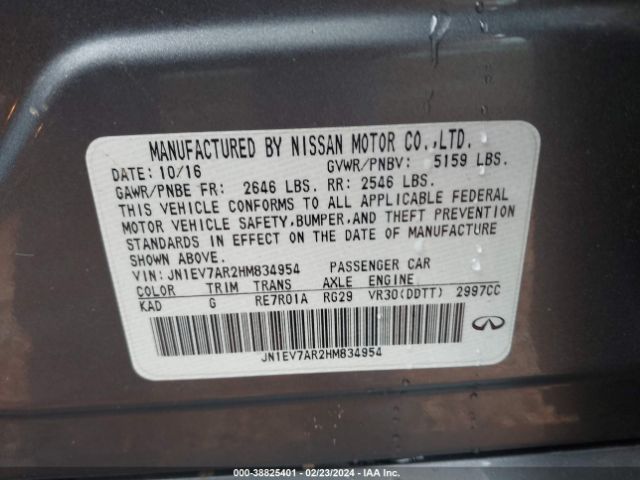 MANUFACTURED BY NISSAN MOTOR CO.,LTD.
DATE: 10/16 GVWR/PNBV: 5159 LBS.
GAWR/PNBE FR: 2646 LBS. RR: 2546 LBS.
THIS VEHICLE CONFORMS TO ALL APPLICABLE FEDERAL
MOTOR VEHICLE SAFETY,BUMPER,AND THEFT PREVENTION
STANDARDS IN EFFECT ON THE DATE OF MANUFACTURE
SHOWN ABOVE.
VIN: JN1EV7AR2HM834954 PASSENGER CAR
COLOR TRIM TRANS AXLE ENGINE
KAD G RE7R01A RG29 VR30(DDTT) 2997CC
JN1EV7AR2HM834954
000-38825401 - 02/23/2024 - IAA Inc.